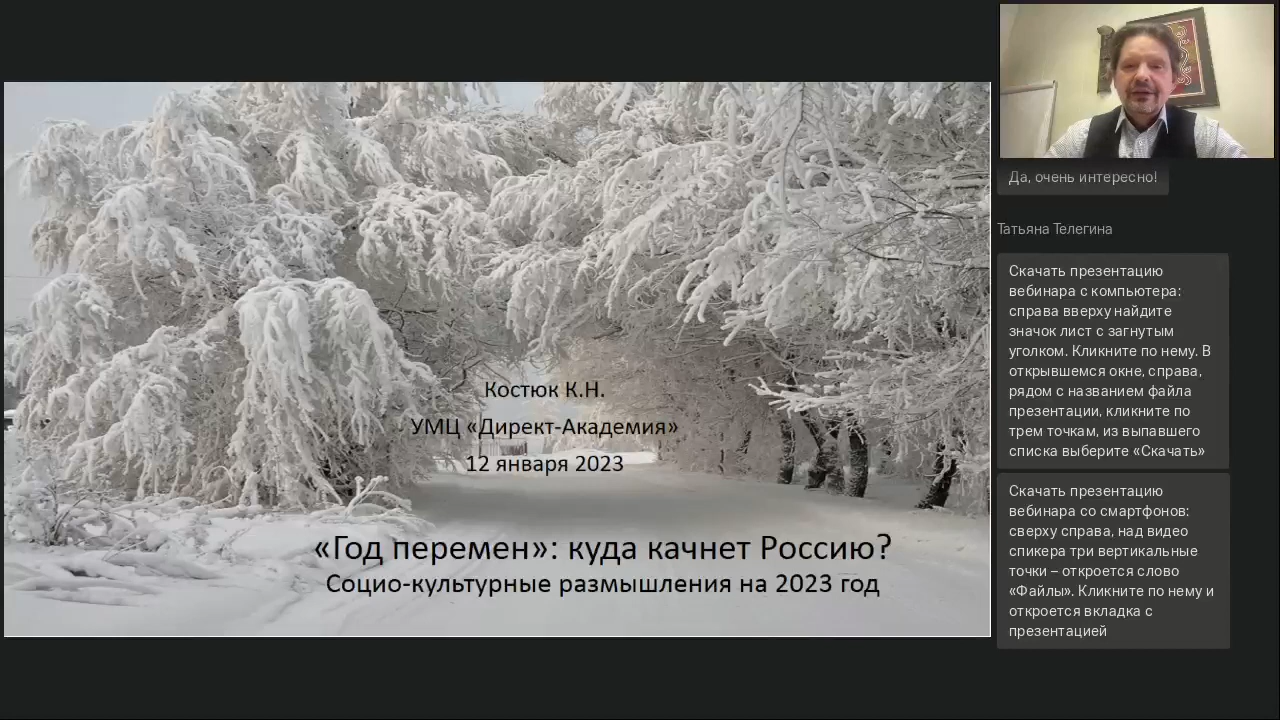 Костюк К.Н.
УМЦ «Директ-Академия»
12 января 2023
«Год перемен»: куда качнет Россию?
Социо-культурные размышления на 2023 год
Да, очень интересно!
Татьяна Телегина
Скачать презентацию
вебинара с компьютера:
справа вверху найдите
значок лист с загнутым
уголком. Кликните по нему. В
открывшемся окне, справа,
рядом с названием файла
презентации, кликните по
трем точкам, из выпавшего
списка выберите «Скачать»
Скачать презентацию
вебинара со смартфонов:
сверху справа, над видео
спикера три вертикальные
точки – откроется слово
«Файлы». Кликните по нему и
откроется вкладка с
презентацией